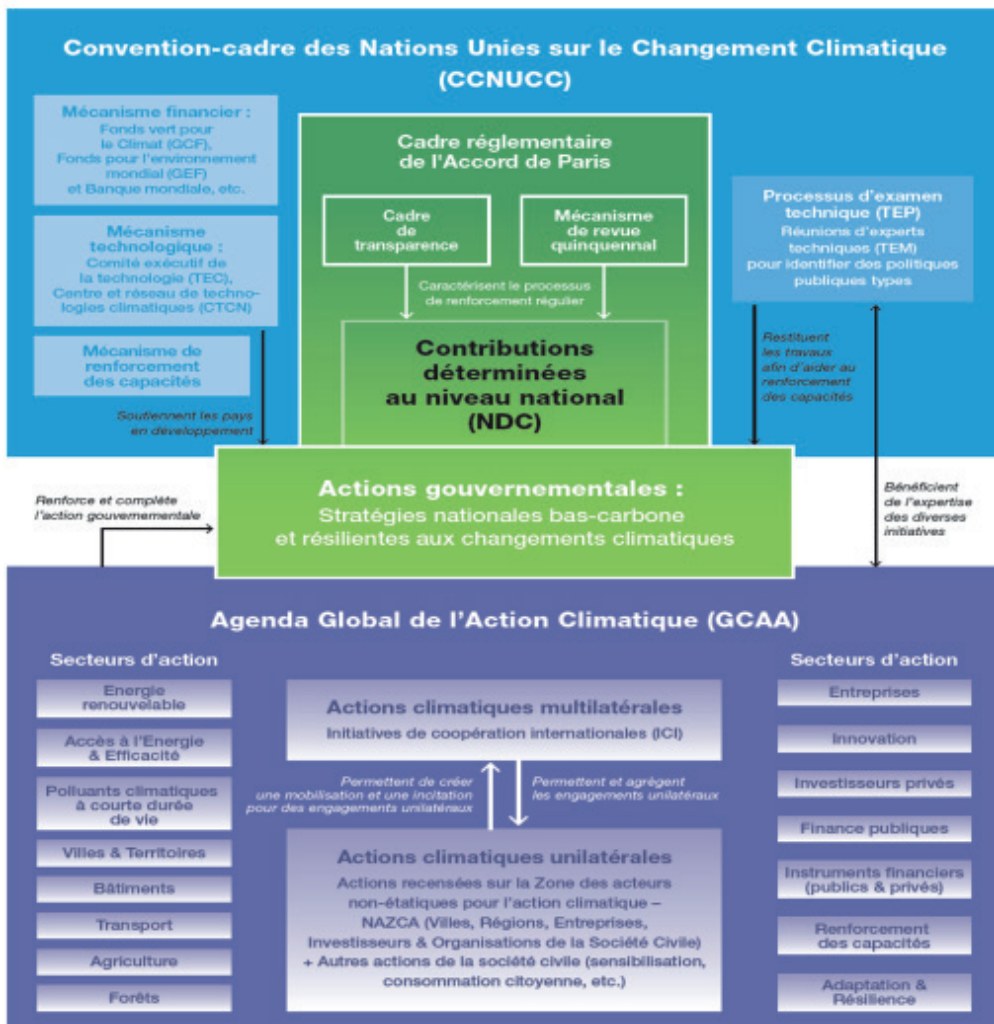 Convention-cadre des Nations Unies sur le Changement Climatique
(CCNUCC)
Mécanisme financier :
Fonds vert pour
le Climat (GCF),
Fonds pour l'environnement
mondial (GEF)
et Banque mondiale, etc.
Mécanisme
technologique :
Comité exécutif de
la technologie (TEC),
Centre et réseau de techno-
logies climatiques (CTCN)
Mécanisme de
renforcement
des capacités
Soutiennent les pays
en développement
Cadre réglementaire
de l'Accord de Paris
Cadre
de
transparence
Mécanisme
de revue
quinquennal
Caractérisent le processus
de renforcement régulier
Contributions
déterminées
au niveau national
(NDC)
Processus d'examen
technique (TEP)
Réunions d'experts
techniques (TEM)
pour identifier des politiques
publiques types
Restituent
les travaux
afin d'aider au
renforcement
des capacités
Renforce et complète
l'action gouvernementale
Actions gouvernementales :
Stratégies nationales bas-carbone
et résilientes aux changements climatiques
Bénéficient
de l'expertise
des diverses
initiatives
Agenda Global de l'Action Climatique (GCAA)
Secteurs d'action
Energie
renouvelable
Accès à l'Energie
& Efficacité
Polluants climatiques
à courte durée
de vie
Villes & Territoires
Bâtiments
Transport
Agriculture
Forêts
Actions climatiques multilatérales
Initiatives de coopération internationales (ICI)
Permettent de créer
une mobilisation et une incitation
pour des engagements unilatéraux
Permettent et agrègent
les engagements unilatéraux
Actions climatiques unilatérales
Actions recensées sur la Zone des acteurs
non-étatiques pour l'action climatique –
NAZCA (Villes, Régions, Entreprises,
Investisseurs & Organisations de la Société Civile)
+ Autres actions de la société civile (sensibilisation,
consommation citoyenne, etc.)
Secteurs d'action
Entreprises
Innovation
Investisseurs privés
Finance publiques
Instruments financiers
(publics & privés)
Renforcement
des capacités
Adaptation &
Résilience